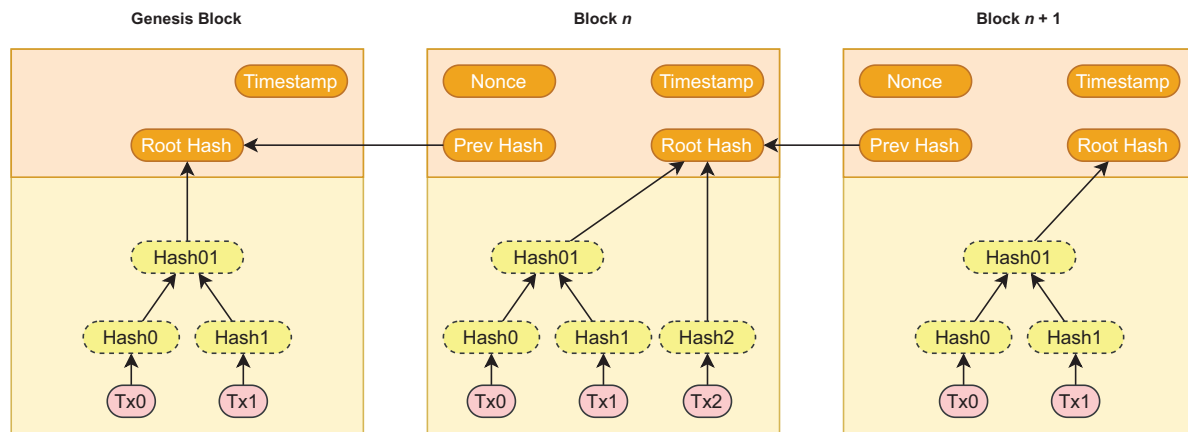 Genesis Block
Block n
Block n + 1
Timestamp
Nonce
Timestamp
Nonce
Timestamp
Root Hash
Prev Hash
Root Hash
Prev Hash
Root Hash
Hash01
Hash01
Hash01
Hash0
Hash1
Hash0
Hash1
Hash2
Hash0
Hash1
Tx0
Tx1
Tx0
Tx1
Tx2
Tx0
Tx1